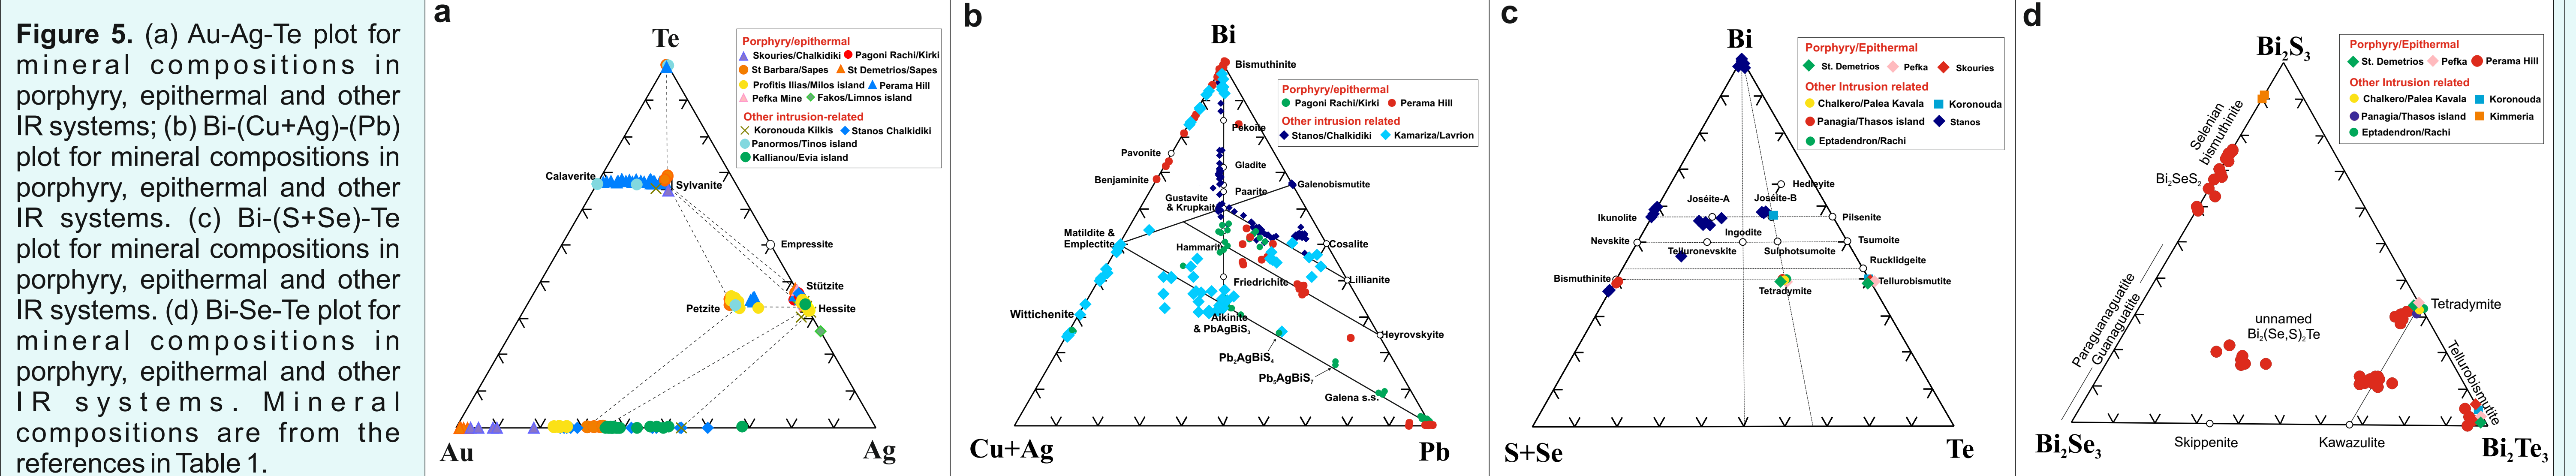 Figure 5. (a) Au-Ag-Te plot for
mineral compositions in
porphyry, epithermal and other
IR systems; (b) Bi-(Cu+Ag)-(Pb)
plot for mineral compositions in
porphyry, epithermal and other
IR systems. (c) Bi-(S+Se)-Te
plot for mineral compositions in
porphyry, epithermal and other
IR systems. (d) Bi-Se-Te plot for
mineral compositions in
porphyry, epithermal and other
IR systems. Mineral
compositions are from the
references in Table 1.
a
Te
Porphyry/epithermal
Skouries/Chalkidiki Pagoni Rachi/Kirki
St Barbara/Sapes St Demetrios/Sapes
Profitis Ilias/Milos island Perama Hill
Pefka Mine Fakos/Limnos island
Other intrusion-related
Koronouda Kilkis Stanos Chalkidiki
Panormos/Tinos island
Kallianou/Evia island
Calaverite
Sylvanite
Empressite
Stützite
Petzite
Hessite
Au
Ag
b
Bi
Bismuthinite
Porphyry/epithermal
Pagoni Rachi/Kirki Perama Hill
Other intrusion related
Stanos/Chalkidiki Kamariza/Lavrion
Pekoite
Pavonite
Gladite
Benjaminite
Paarite
Galenobismutite
Gustavite
& Krupkaite
Matildite &
Emplectite
Hammarite
Cosalite
Friedrichite
Lillianite
Wittichenite
Aikinite
& PbAgBiS3
Heyrovskyite
Pb2AgBiS4
Pb5AgBiS7
Galena s.s.
Cu+Ag
Pb
c
Bi
Porphyry/Epithermal
St. Demetrios Pefka Skouries
Other Intrusion related
Chalkero/Palea Kavala Koronouda
Panagia/Thasos island Stanos
Eptadendron/Rachi
Hedleyite
Joséite-A
Joséite-B
Ikunolite
Pilsenite
Ingodite
Nevskite
Tsumoite
Telluronevskite
Sulphotsumoite
Rucklidgeite
Bismuthinite
Tellurobismutite
Tetradymite
S+Se
Te
d
Bi2S3
Porphyry/Epithermal
St. Demetrios Pefka Perama Hill
Other Intrusion related
Chalkero/Palea Kavala Koronouda
Panagia/Thasos island Kimmeria
Eptadendron/Rachi
Selenian
bismuthinite
Bi2SeS2
Paraguanaguatite
Guanaguatite
unnamed
Bi2(Se,S)2Te
Tetradymite
Tellurobismutite
Bi2Se3
Skippenite
Kawazulite
Bi2Te3